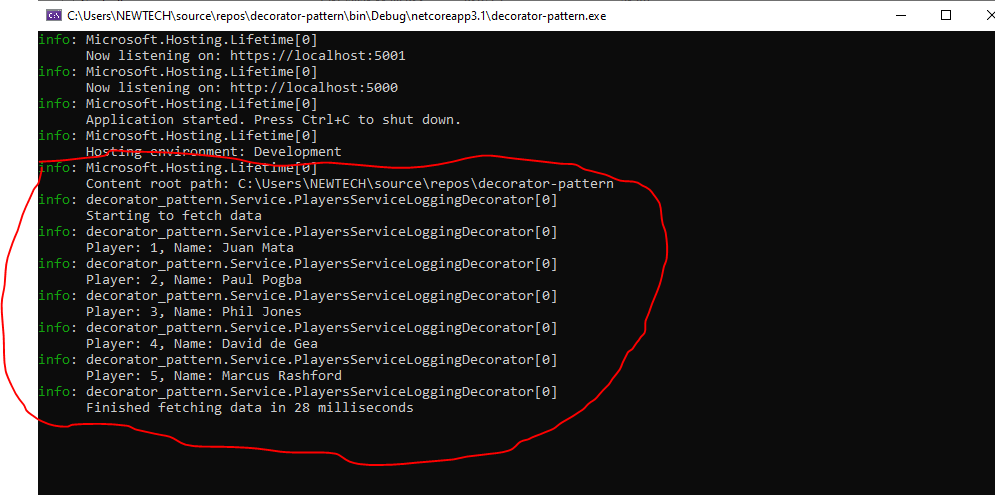 C:\Users\NEWTECH\source\repos\decorator-pattern\bin\Debug\netcoreapp3.1\decorator-pattern.exe
info: Microsoft.Hosting.Lifetime[0]
Now listening on: https://localhost:5001
info: Microsoft.Hosting.Lifetime[0]
Now listening on: http://localhost:5000
info: Microsoft.Hosting.Lifetime[0]
Application started. Press Ctrl+C to shut down.
info: Microsoft.Hosting.Lifetime[0]
Hosting environment: Development
info: Microsoft.Hosting.Lifetime[0]
Content root path: C:\Users\NEWTECH\source\repos\decorator-pattern
info: decorator_pattern.Service.PlayersServiceLoggingDecorator[0]
Starting to fetch data
info: decorator_pattern.Service.PlayersServiceLoggingDecorator[0]
Player: 1, Name: Juan Mata
info: decorator_pattern.Service.PlayersServiceLoggingDecorator[0]
Player: 2, Name: Paul Pogba
info: decorator_pattern.Service.PlayersServiceLoggingDecorator[0]
Player: 3, Name: Phil Jones
info: decorator_pattern.Service.PlayersServiceLoggingDecorator[0]
Player: 4, Name: David de Gea
info: decorator_pattern.Service.PlayersServiceLoggingDecorator[0]
Player: 5, Name: Marcus Rashford
info: decorator_pattern.Service.PlayersServiceLoggingDecorator[0]
Finished fetching data in 28 milliseconds